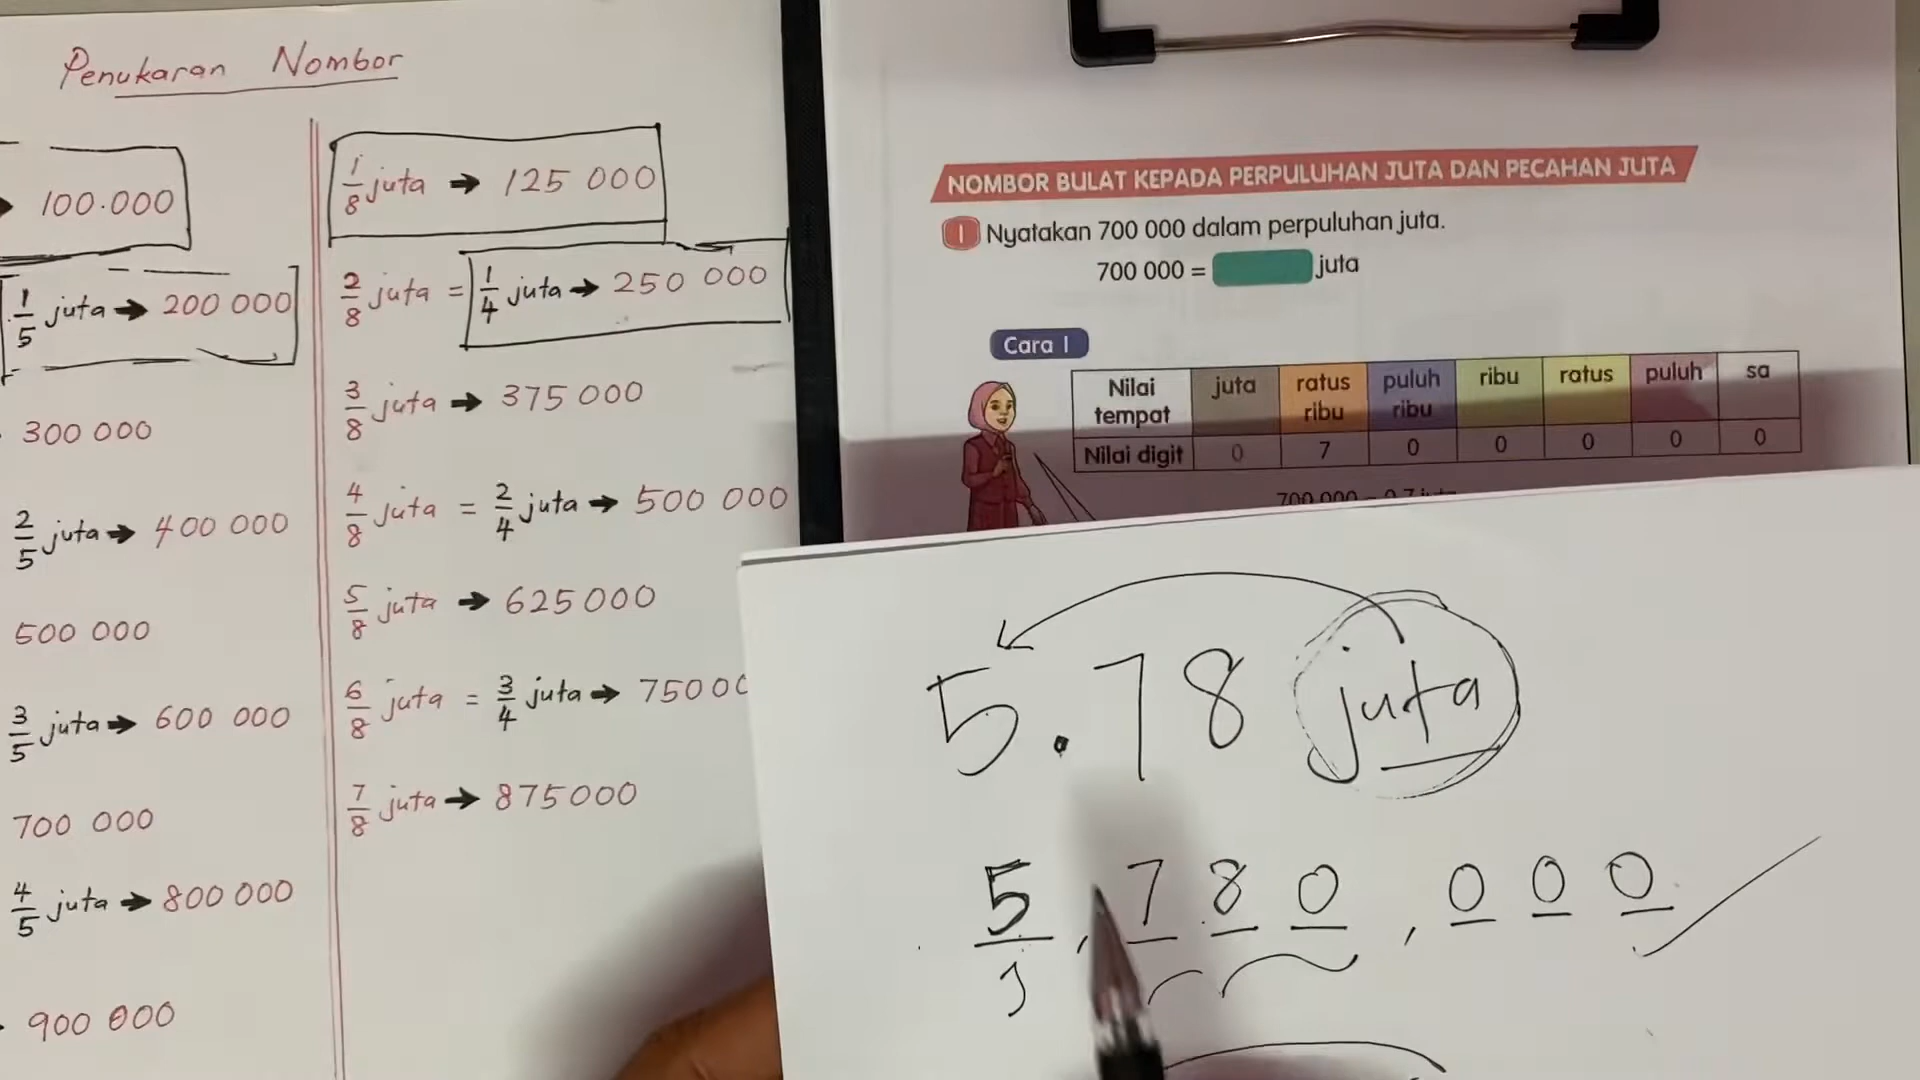 Penukaran Nombor
100.000
1/5 juta → 200 000
300 000
2/5 juta → 400 000
500 000
3/5 juta → 600 000
700 000
4/5 juta → 800 000
900 000
1/8 juta → 125 000
2/8 juta = 1/4 juta → 250 000
3/8 juta → 375 000
4/8 juta = 2/4 juta → 500 000
5/8 juta → 625000
6/8 juta = 3/4 juta → 75000
7/8 juta → 875000
NOMBOR BULAT KEPADA PERPULUHAN JUTA DAN PECAHAN JUTA
1 Nyatakan 700 000 dalam perpuluhan juta.
700 000 = juta
Cara 1
Nilai tempat juta ratus ribu puluh ribu ribu ratus puluh sa
Nilai digit 0 7 0 0 0 0 0
700 000 = 0.7 juta
5.78 juta
5,780,000
J